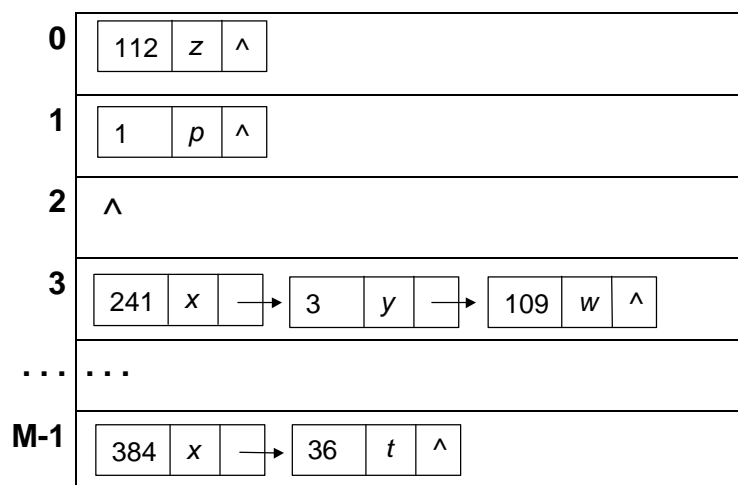 0 112 z ^
1 1 p ^
2 ^
3 241 x 3 y 109 w ^
... ...
M-1 384 x 36 t ^